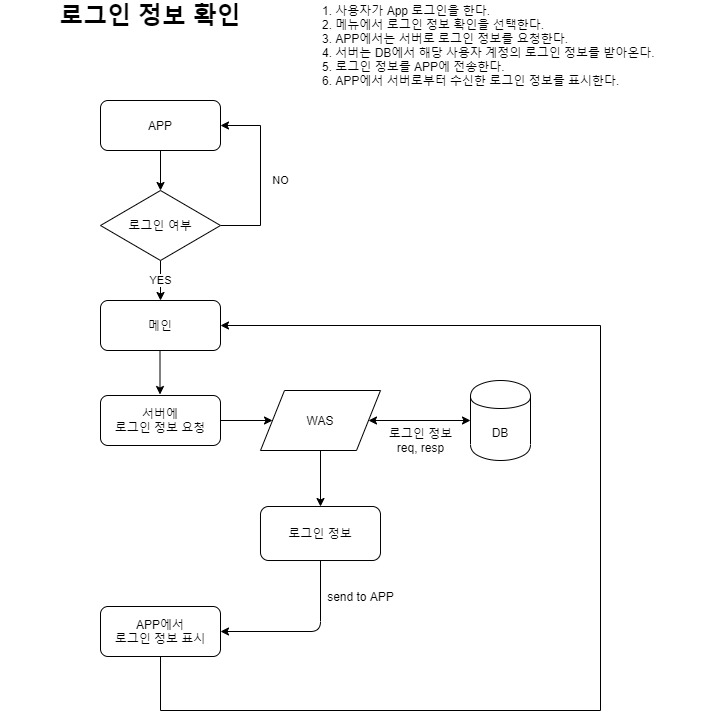 로그인 정보 확인
1. 사용자가 App 로그인을 한다.
2. 메뉴에서 로그인 정보 확인을 선택한다.
3. APP에서는 서버로 로그인 정보를 요청한다.
4. 서버는 DB에서 해당 사용자 계정의 로그인 정보를 받아온다.
5. 로그인 정보를 APP에 전송한다.
6. APP에서 서버로부터 수신한 로그인 정보를 표시한다.
APP
NO
로그인 여부
YES
메인
서버에
로그인 정보 요청
WAS
로그인 정보
req, resp
DB
로그인 정보
send to APP
APP에서
로그인 정보 표시